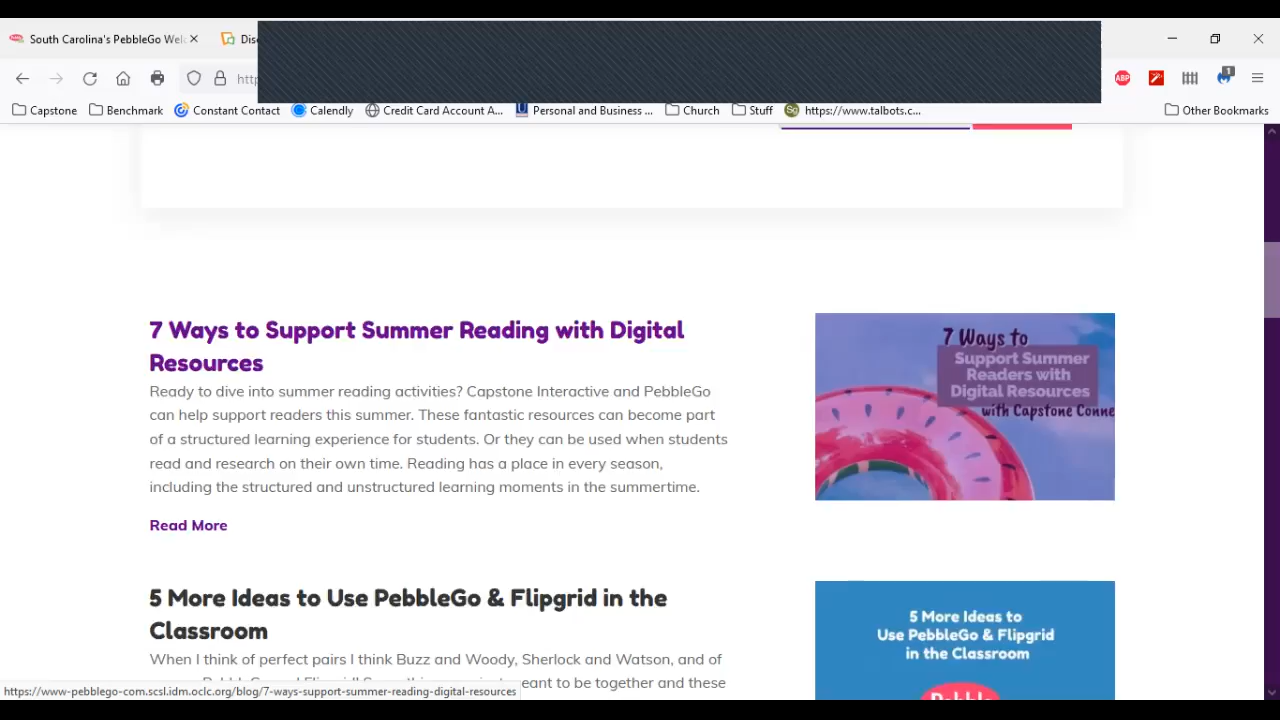 South Carolina's PebbleGo Welc
Dis
http
ABP
1
Capstone
Benchmark
Constant Contact
Calendly
Credit Card Account A...
Personal and Business ...
Church
Stuff
Sg
https://www.talbots.c...
Other Bookmarks
7 Ways to Support Summer Reading with Digital
Resources
Ready to dive into summer reading activities? Capstone Interactive and PebbleGo
can help support readers this summer. These fantastic resources can become part
of a structured learning experience for students. Or they can be used when students
read and research on their own time. Reading has a place in every season,
including the structured and unstructured learning moments in the summertime.
Read More
7 Ways to
Support Summer
Readers with
Digital Resources
with Capstone Conne
5 More Ideas to Use PebbleGo & Flipgrid in the
Classroom
When I think of perfect pairs I think Buzz and Woody, Sherlock and Watson, and of
meant to be together and these
5 More Ideas to
Use PebbleGo & Flipgrid
in the Classroom
Pebble
https://www-pebblego-com.scsl.idm.oclc.org/blog/7-ways-support-summer-reading-digital-resources